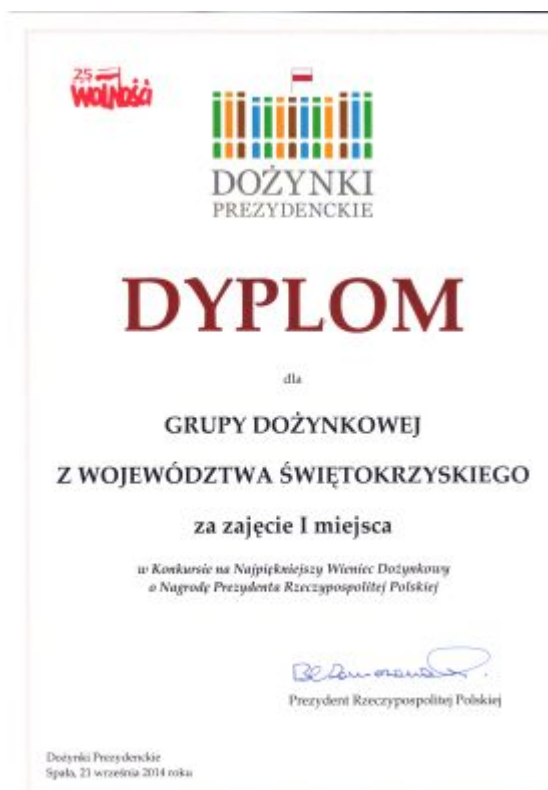 25
WOLNOŚCI
DOŻYNKI
PREZYDENCKIE
DYPLOM
dla
GRUPY DOŻYNKOWEJ
Z WOJEWÓDZTWA ŚWIĘTOKRZYSKIEGO
za zajęcie I miejsca
w Konkursie na Najpiękniejszy Wieniec Dożynkowy
o Nagrodę Prezydenta Rzeczypospolitej Polskiej
Prezydent Rzeczypospolitej Polskiej
Dożynki Prezydenckie
Spała, 21 września 2014 roku